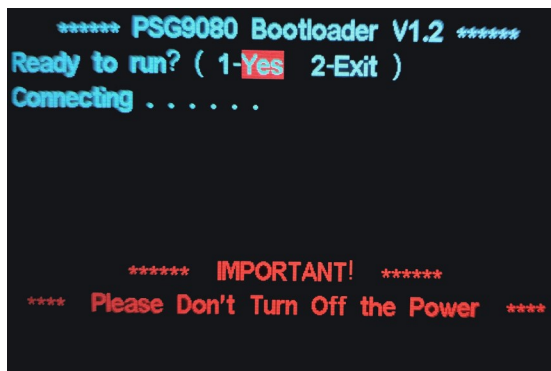 ****** PSG9080 Bootloader V1.2 ******
Ready to run? ( 1-Yes 2-Exit )
Connecting . . . . . .
****** IMPORTANT! ******
**** Please Don't Turn Off the Power ****